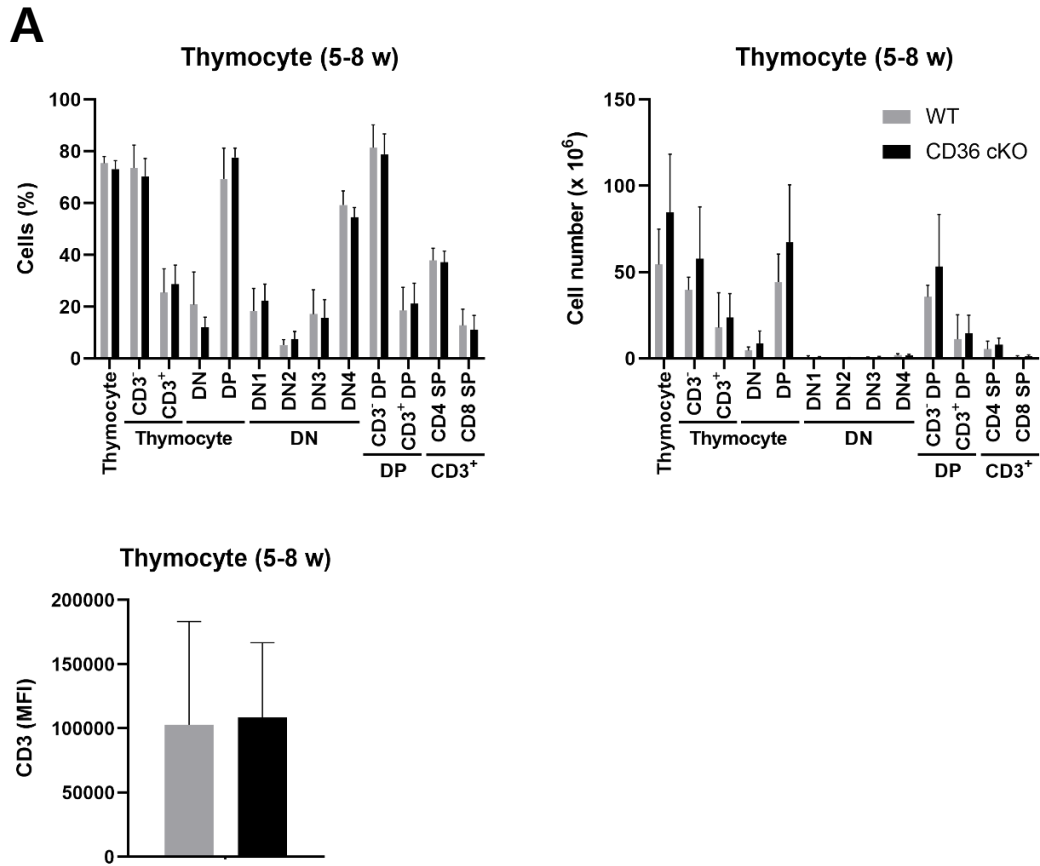 A
Thymocyte (5-8 w)
Cells (%)
100
80
60
40
20
0
Thymocyte
CD3⁻
CD3⁺
DN
DP
DN1
DN2
DN3
DN4
CD3⁻ DP
CD3⁺ DP
CD4 SP
CD8 SP
Thymocyte
DN
DP
CD3⁺
Thymocyte (5-8 w)
Cell number (x 10⁶)
150
100
50
0
WT
CD36 cKO
Thymocyte
CD3⁻
CD3⁺
DN
DP
DN1
DN2
DN3
DN4
CD3⁻ DP
CD3⁺ DP
CD4 SP
CD8 SP
Thymocyte
DN
DP
CD3⁺
Thymocyte (5-8 w)
CD3 (MFI)
200000
150000
100000
50000
0